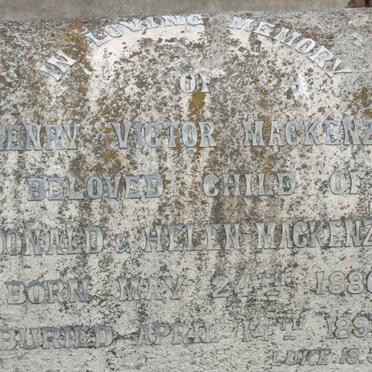 IN LOVING MEMORY
OF
HENRY VICTOR MACKENZ
BELOVED CHILD OF
DONALD & HELEN MACKENZ
BORN MAY 24TH 188
BURIED APRIL 14TH 189
LUKE 18.